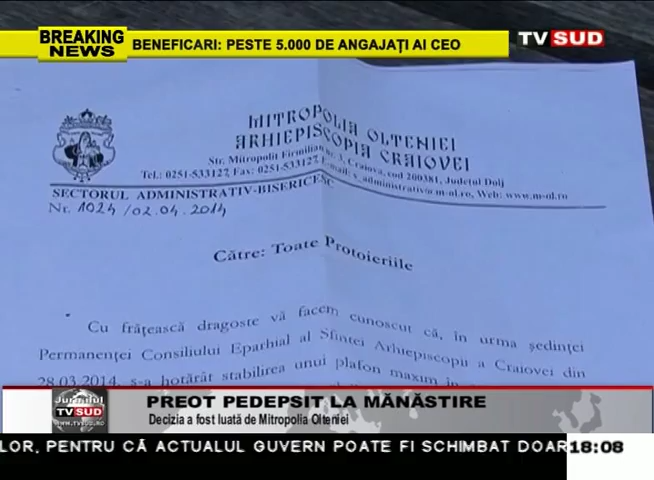 BREAKING NEWS
BENEFICARI: PESTE 5.000 DE ANGAJAȚI AI CEO
TV SUD
MITROPOLIA OLTENIEI
ARHIEPISCOPIA CRAIOVEI
Str. Mitropolit Firmilian nr. 3, Craiova, cod 200381, Județul Dolj
Tel.: 0251-533127, Fax: 0251-533127, E-mail: s_administrativ@m-ol.ro, Web: www.m-ol.ro
SECTORUL ADMINISTRATIV-BISERICESC
Nr. 1024/02.04.2014
Către: Toate Protoieriile
Cu frățească dragoste vă facem cunoscut că, în urma ședinței
Permanenței Consiliului Eparhial al Sfintei Arhiepiscopii a Craiovei din
28.03.2014, s-a hotărât stabilirea unui plafon maxim
Jurnalul
TV SUD
WWW.TVSUD.RO
PREOT PEDEPSIT LA MĂNĂSTIRE
Decizia a fost luată de Mitropolia Olteniei
LOR, PENTRU CĂ ACTUALUL GUVERN POATE FI SCHIMBAT DOAR
18:08